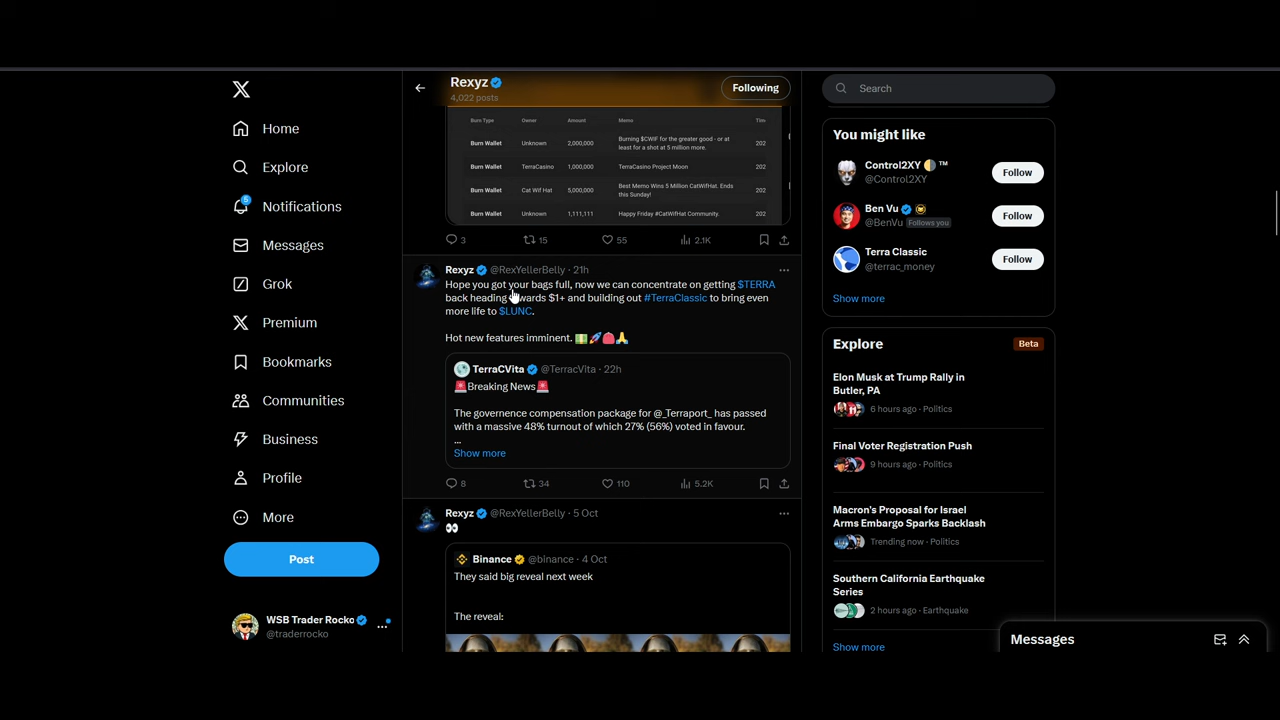 Home
Explore
5
Notifications
Messages
Grok
Premium
Bookmarks
Communities
Business
Profile
More
Post
WSB Trader Rocko
@traderrocko
Rexyz
4,022 posts
Following
Burn Type Owner Amount Memo
Burn Wallet Unknown 2,000,000 Burning $CWIF for the greater good - or at
least for a shot at 5 million more. 202
Burn Wallet TerraCasino 1,000,000 TerraCasino Project Moon 202
Burn Wallet Cat Wif Hat 5,000,000 Best Memo Wins 5 Million CatWifHat. Ends
this Sunday! 202
Burn Wallet Unknown 1,111,111 Happy Friday #CatWifHat Community. 202
3 15 55 2.1K
Rexyz @RexYellerBelly · 21h
Hope you got your bags full, now we can concentrate on getting $TERRA
back heading towards $1+ and building out #TerraClassic to bring even
more life to $LUNC.
Hot new features imminent.
TerraCVita @TerracVita · 22h
Breaking News
The governence compensation package for @_Terraport_ has passed
with a massive 48% turnout of which 27% (56%) voted in favour.
...
Show more
8 34 110 5.2K
Rexyz @RexYellerBelly · 5 Oct
Binance @binance · 4 Oct
They said big reveal next week
The reveal:
Search
You might like
Control2XY ™
@Control2XY
Follow
Ben Vu
@BenVu Follows you
Follow
Terra Classic
@terrac_money
Follow
Show more
Explore
Beta
Elon Musk at Trump Rally in
Butler, PA
6 hours ago · Politics
Final Voter Registration Push
9 hours ago · Politics
Macron's Proposal for Israel
Arms Embargo Sparks Backlash
Trending now · Politics
Southern California Earthquake
Series
2 hours ago · Earthquake
Show more
Messages